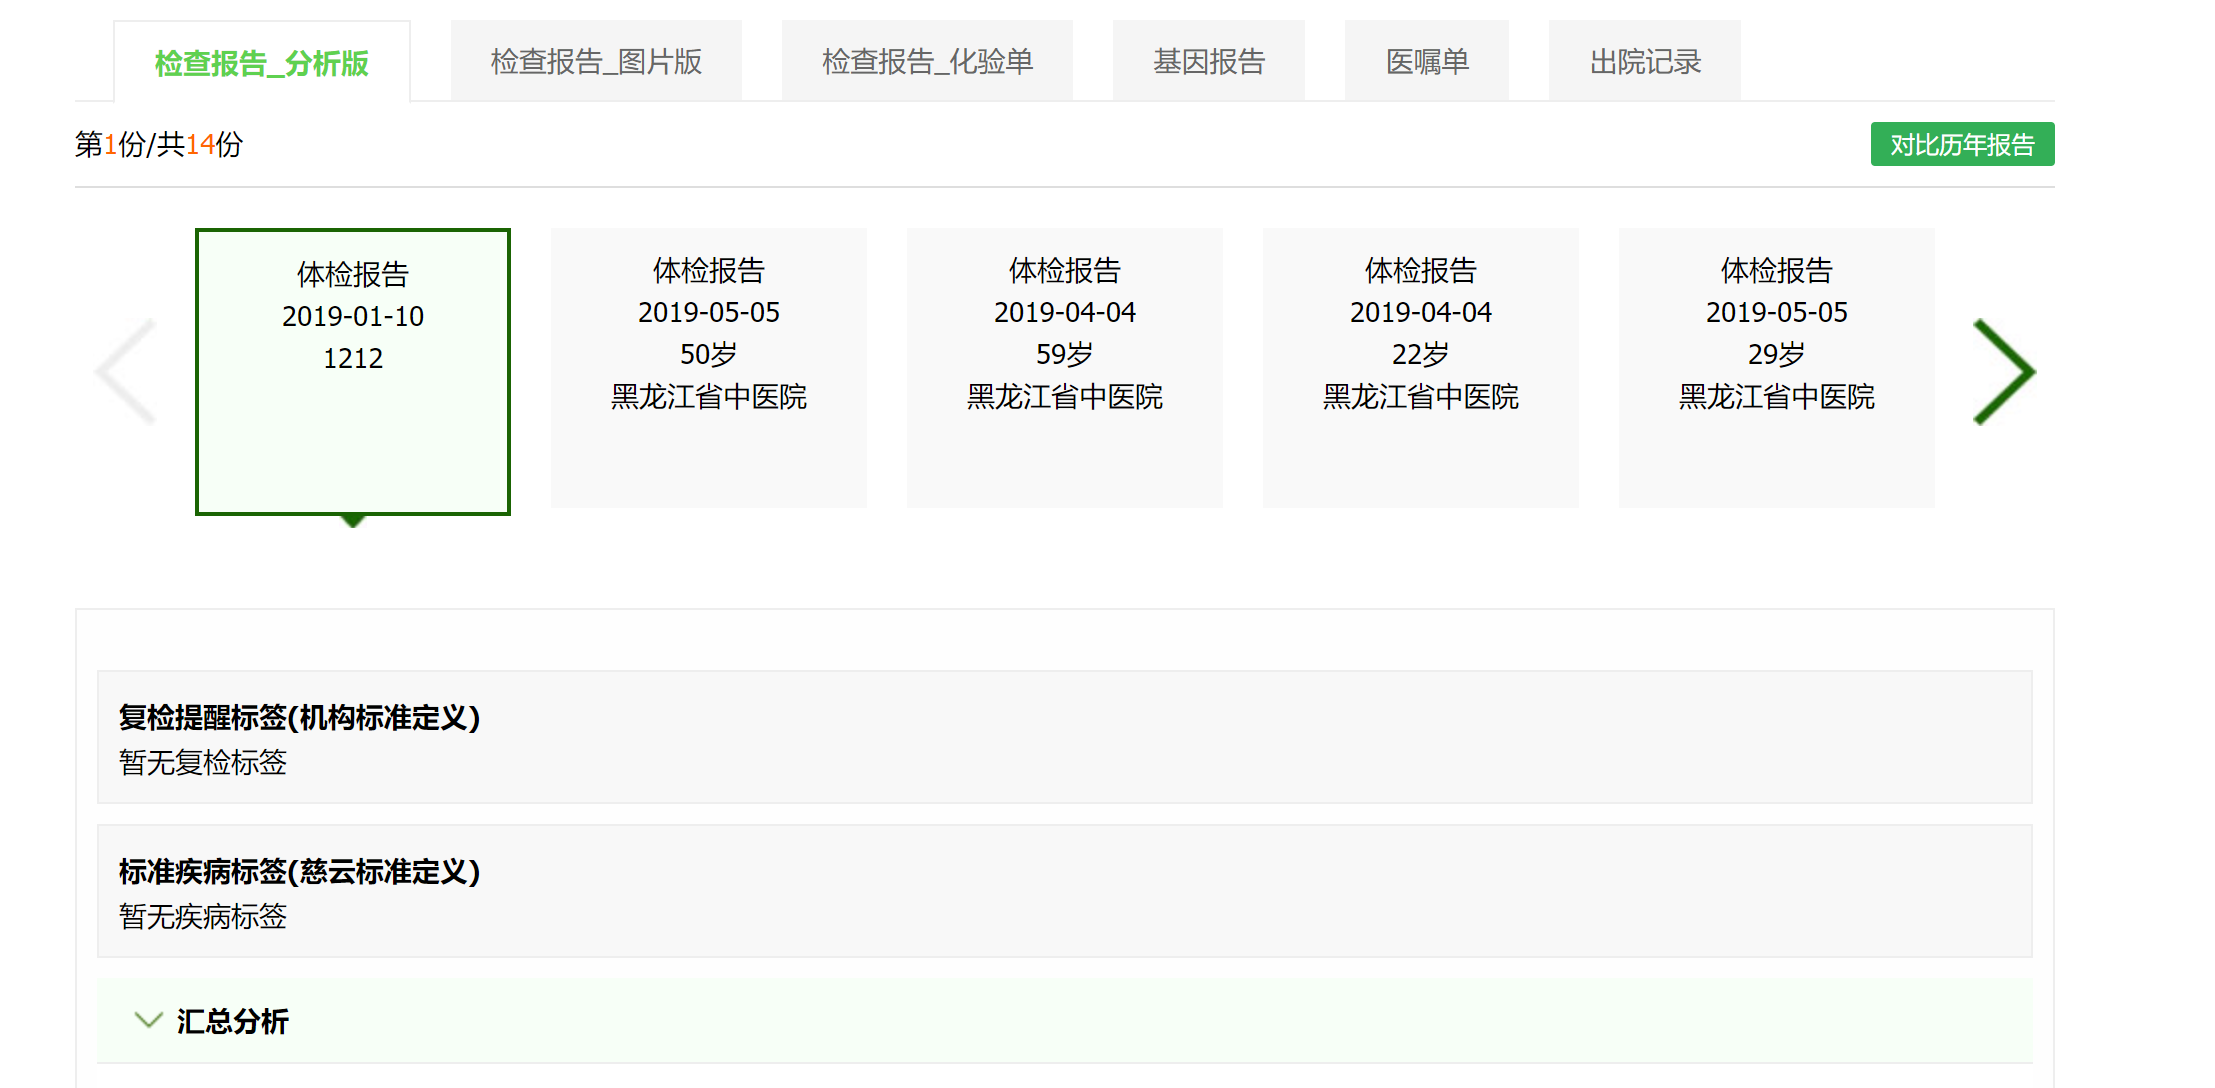 检查报告_分析版
检查报告_图片版
检查报告_化验单
基因报告
医嘱单
出院记录
第1份/共14份
对比历年报告
体检报告
2019-01-10
1212
体检报告
2019-05-05
50岁
黑龙江省中医院
体检报告
2019-04-04
59岁
黑龙江省中医院
体检报告
2019-04-04
22岁
黑龙江省中医院
体检报告
2019-05-05
29岁
黑龙江省中医院
复检提醒标签(机构标准定义)
暂无复检标签
标准疾病标签(慈云标准定义)
暂无疾病标签
汇总分析